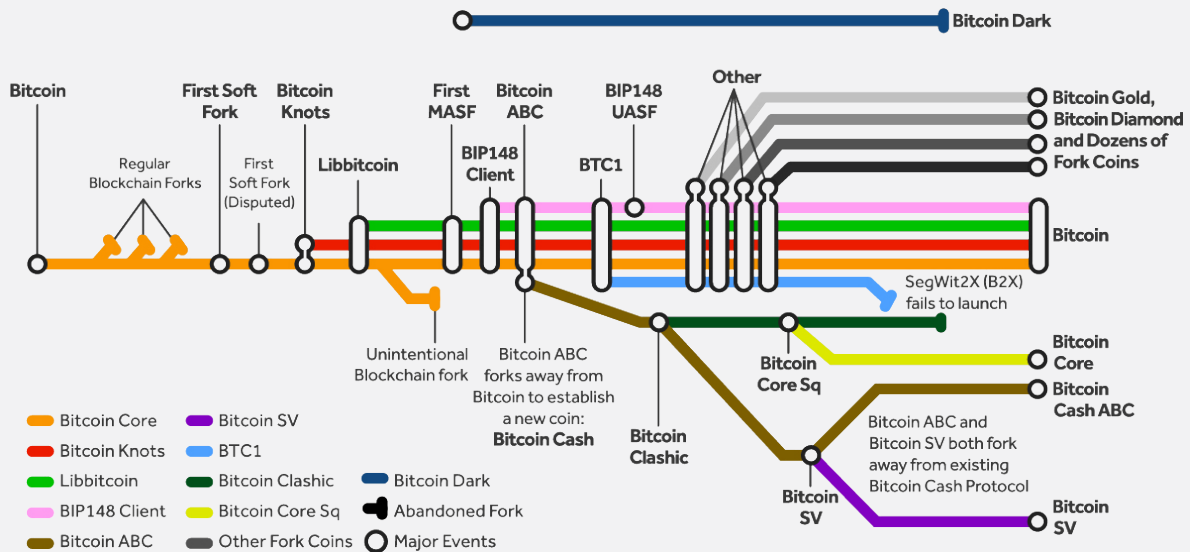 Bitcoin Dark
Bitcoin
First Soft
Fork
Bitcoin
Knots
First
MASF
Bitcoin
ABC
BIP148
UASF
Other
Bitcoin Gold,
Bitcoin Diamond
and Dozens of
Fork Coins
Regular
Blockchain Forks
First
Soft Fork
(Disputed)
Libbitcoin
BIP148
Client
BTC1
Bitcoin
SegWit2X (B2X)
fails to launch
Unintentional
Blockchain fork
Bitcoin ABC
forks away from
Bitcoin to establish
a new coin:
Bitcoin Cash
Bitcoin
Clashic
Bitcoin
Core Sq
Bitcoin
Core
Bitcoin
Cash ABC
Bitcoin ABC and
Bitcoin SV both fork
away from existing
Bitcoin Cash Protocol
Bitcoin
SV
Bitcoin
SV
Bitcoin Core
Bitcoin Knots
Libbitcoin
BIP148 Client
Bitcoin ABC
Bitcoin SV
BTC1
Bitcoin Clashic
Bitcoin Core Sq
Other Fork Coins
Bitcoin Dark
Abandoned Fork
Major Events